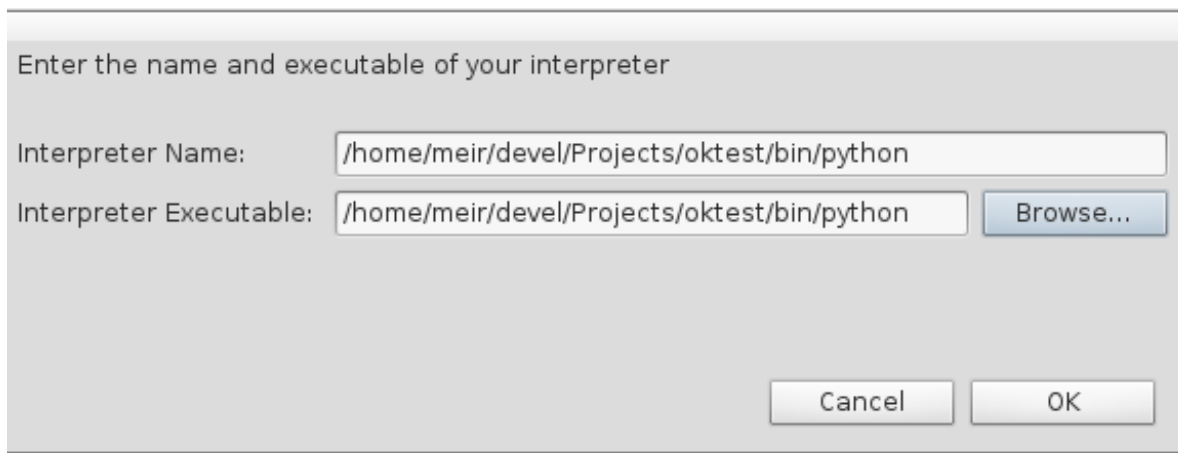 Enter the name and executable of your interpreter
Interpreter Name: /home/meir/devel/Projects/oktest/bin/python
Interpreter Executable: /home/meir/devel/Projects/oktest/bin/python Browse...
Cancel OK